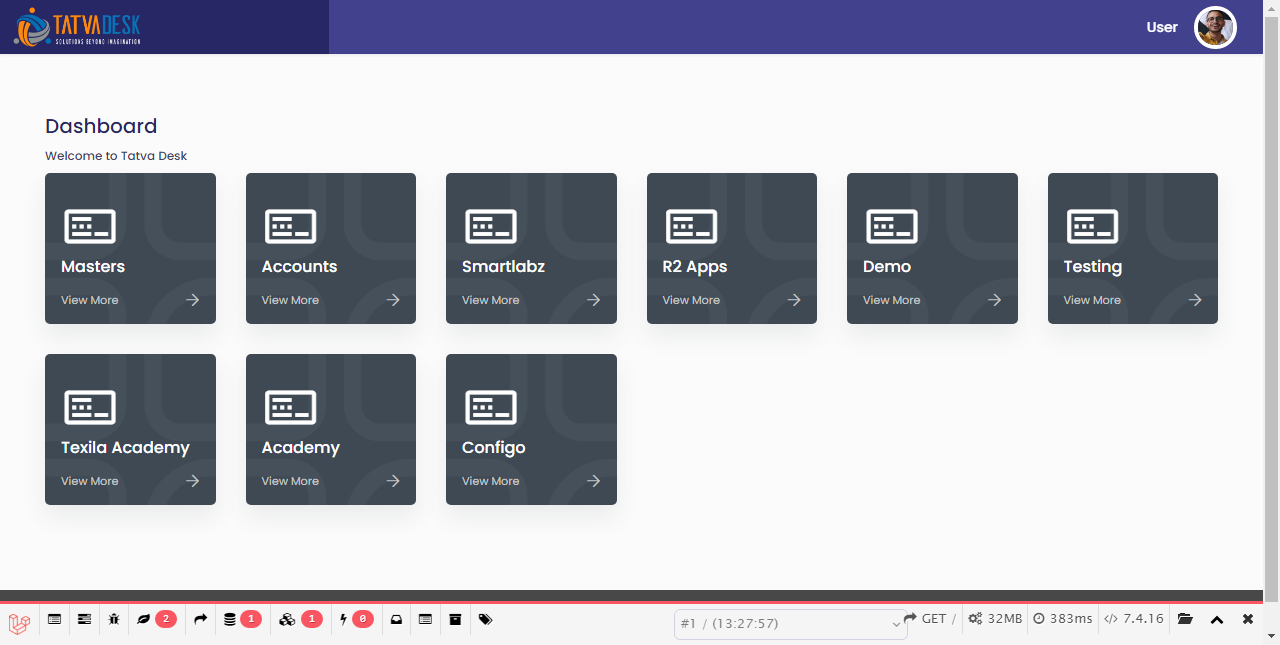 TATVADESK
SOLUTIONS BEYOND IMAGINATION
User
Dashboard
Welcome to Tatva Desk
Masters
View More
Accounts
View More
Smartlabz
View More
R2 Apps
View More
Demo
View More
Testing
View More
Texila Academy
View More
Academy
View More
Configo
View More
2
1
1
0
#1 / (13:27:57)
GET /
32MB
383ms
</> 7.4.16